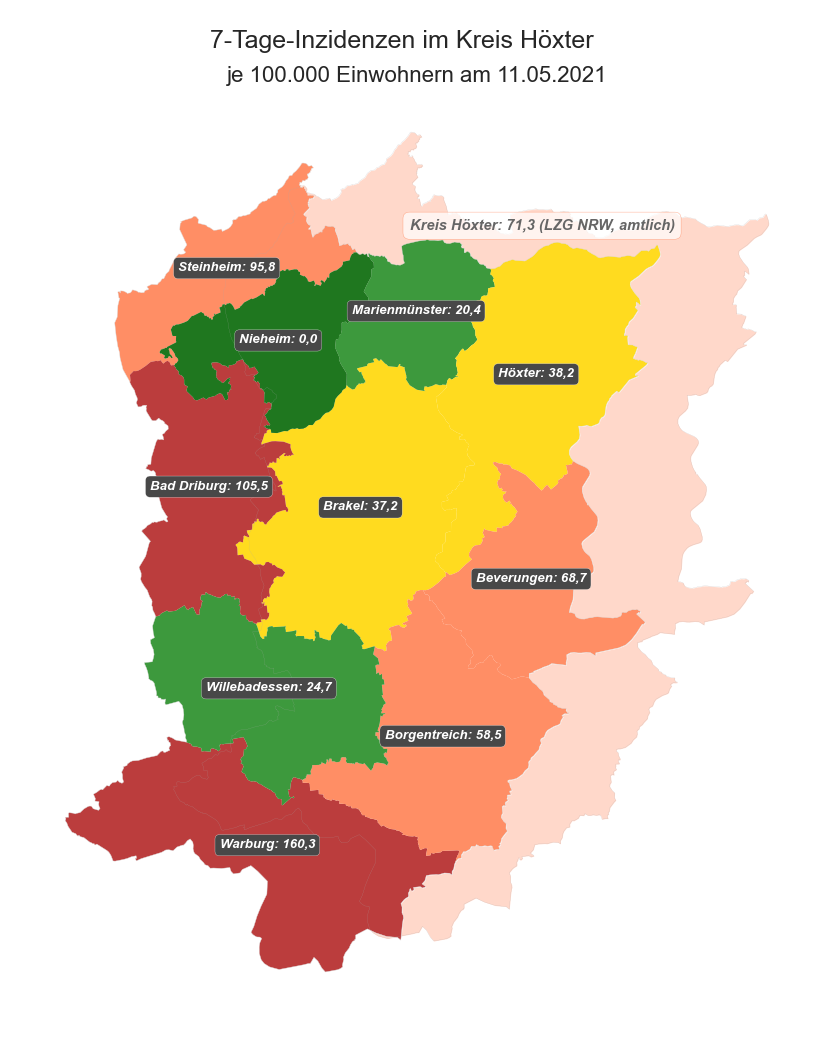 7-Tage-Inzidenzen im Kreis Höxter
je 100.000 Einwohnern am 11.05.2021
Kreis Höxter: 71,3 (LZG NRW, amtlich)
Steinheim: 95,8
Marienmünster: 20,4
Nieheim: 0,0
Höxter: 38,2
Bad Driburg: 105,5
Brakel: 37,2
Beverungen: 68,7
Willebadessen: 24,7
Borgentreich: 58,5
Warburg: 160,3